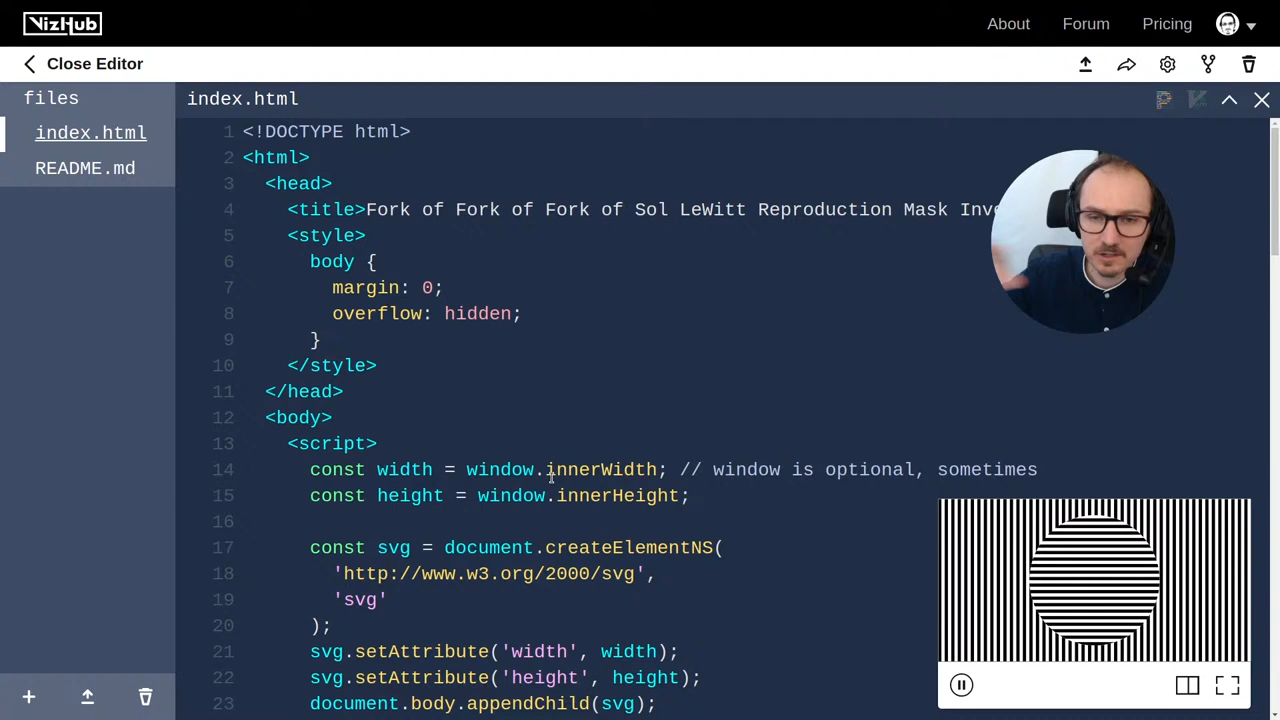 VizHub
About
Forum
Pricing
Close Editor
files
index.html
README.md
index.html
1 <!DOCTYPE html>
2 <html>
3 <head>
4 <title>Fork of Fork of Fork of Sol LeWitt Reproduction Mask
5 <style>
6 body {
7 margin: 0;
8 overflow: hidden;
9 }
10 </style>
11 </head>
12 <body>
13 <script>
14 const width = window.innerWidth; // window is optional, sometimes
15 const height = window.innerHeight;
16
17 const svg = document.createElementNS(
18 'http://www.w3.org/2000/svg',
19 'svg'
20 );
21 svg.setAttribute('width', width);
22 svg.setAttribute('height', height);
23 document.body.appendChild(svg);